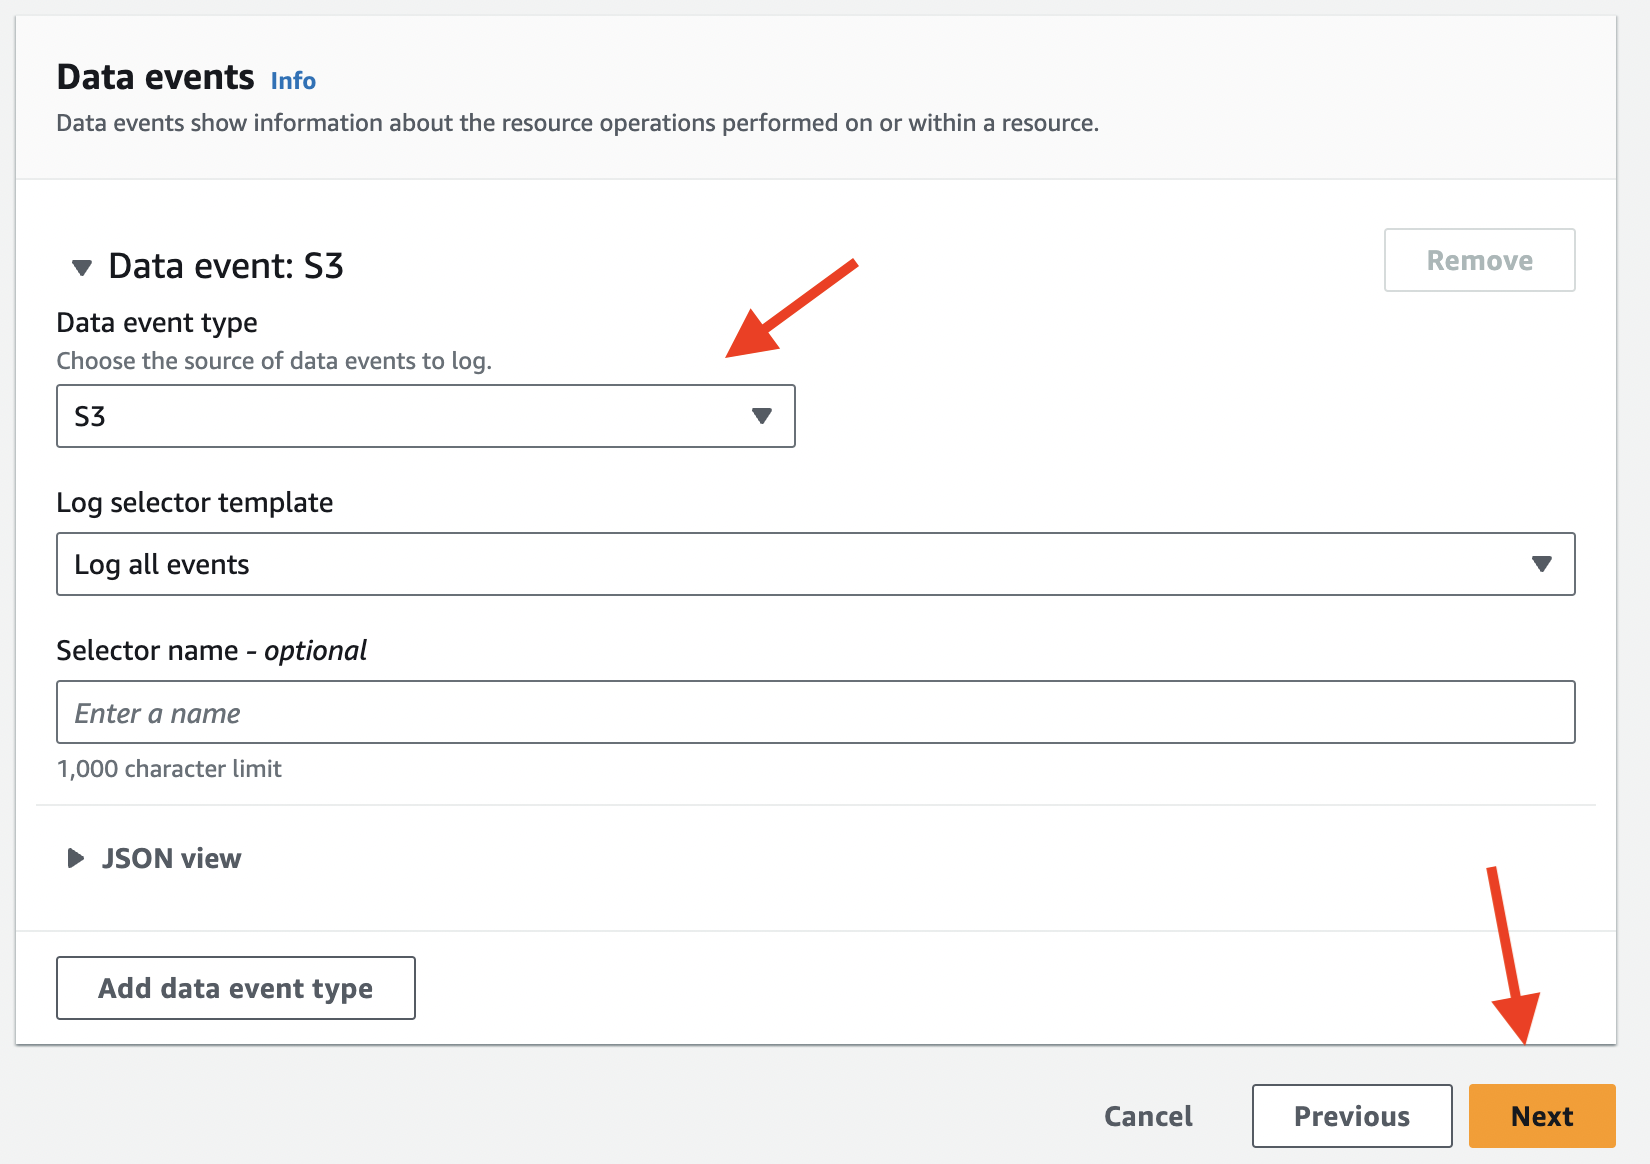 Data events Info
Data events show information about the resource operations performed on or within a resource.
Data event: S3
Remove
Data event type
Choose the source of data events to log.
S3
Log selector template
Log all events
Selector name - optional
Enter a name
1,000 character limit
JSON view
Add data event type
Cancel
Previous
Next